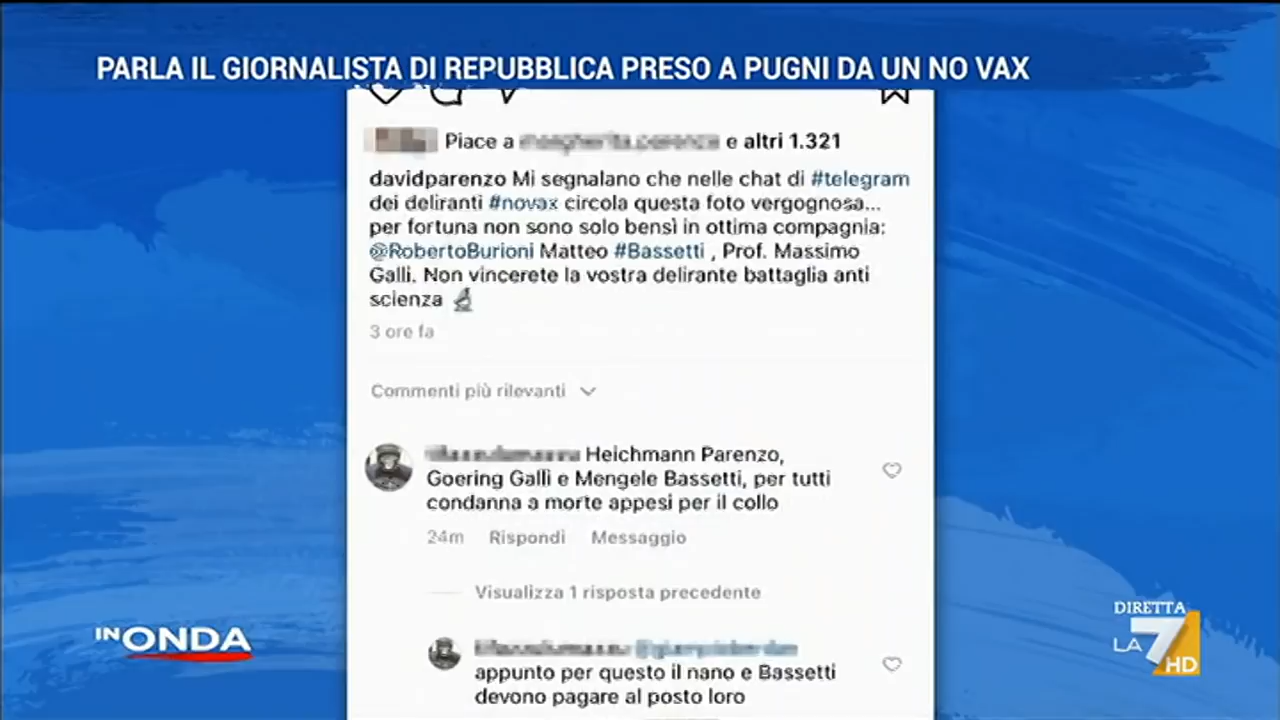 PARLA IL GIORNALISTA DI REPUBBLICA PRESO A PUGNI DA UN NO VAX
Piace a e altri 1.321
davidparenzo Mi segnalano che nelle chat di #telegram
dei deliranti #novax circola questa foto vergognosa...
per fortuna non sono solo bensì in ottima compagnia:
@RobertoBurioni Matteo #Bassetti , Prof. Massimo
Galli. Non vincerete la vostra delirante battaglia anti
scienza
3 ore fa
Commenti più rilevanti
Heichmann Parenzo,
Goering Galli e Mengele Bassetti, per tutti
condanna a morte appesi per il collo
24m Rispondi Messaggio
Visualizza 1 risposta precedente
appunto per questo il nano e Bassetti
devono pagare al posto loro
IN ONDA
DIRETTA
LA 7 HD